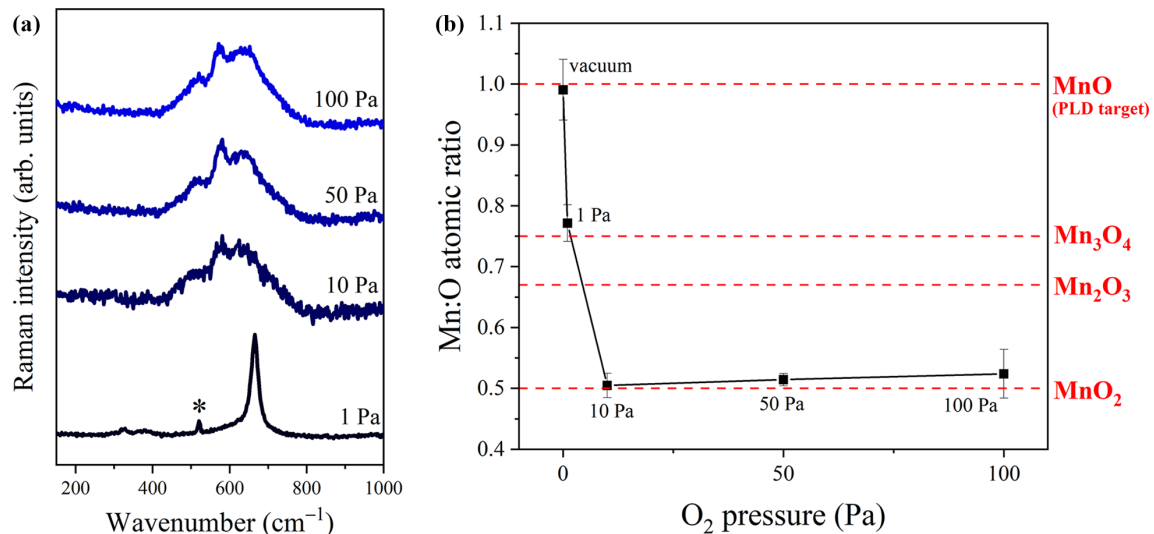 (a)
Raman intensity (arb. units)
100 Pa
50 Pa
10 Pa
*
1 Pa
200 400 600 800 1000
Wavenumber (cm⁻¹)
(b)
Mn:O atomic ratio
1.1
1.0
0.9
0.8
0.7
0.6
0.5
0.4
vacuum
1 Pa
10 Pa
50 Pa
100 Pa
MnO
(PLD target)
Mn₃O₄
Mn₂O₃
MnO₂
0 50 100
O₂ pressure (Pa)